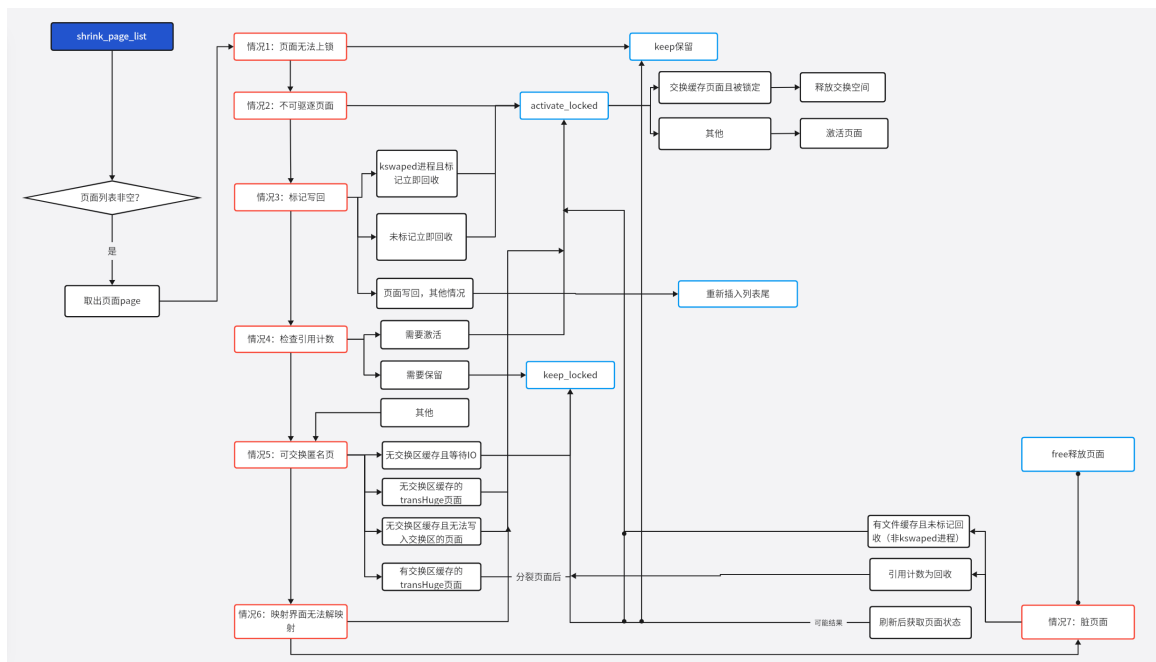 shrink_page_list
页面列表非空?
是
取出页面page
情况1：页面无法上锁
keep保留
情况2：不可驱逐页面
activate_locked
交换缓存页面且被锁定
释放交换空间
其他
激活页面
情况3：标记写回
kswaped进程且标
记立即回收
未标记立即回收
页面写回，其他情况
重新插入列表尾
情况4：检查引用计数
需要激活
需要保留
keep_locked
其他
情况5：可交换匿名页
无交换区缓存且等待IO
无交换区缓存的
transHuge页面
无交换区缓存且无法写
入交换区的页面
有交换区缓存的
transHuge页面
分裂页面后
情况6：映射界面无法解映
射
free释放页面
有文件缓存且未标记回
收（非kswaped进程）
引用计数为回收
可能结果
刷新后获取页面状态
情况7：脏页面